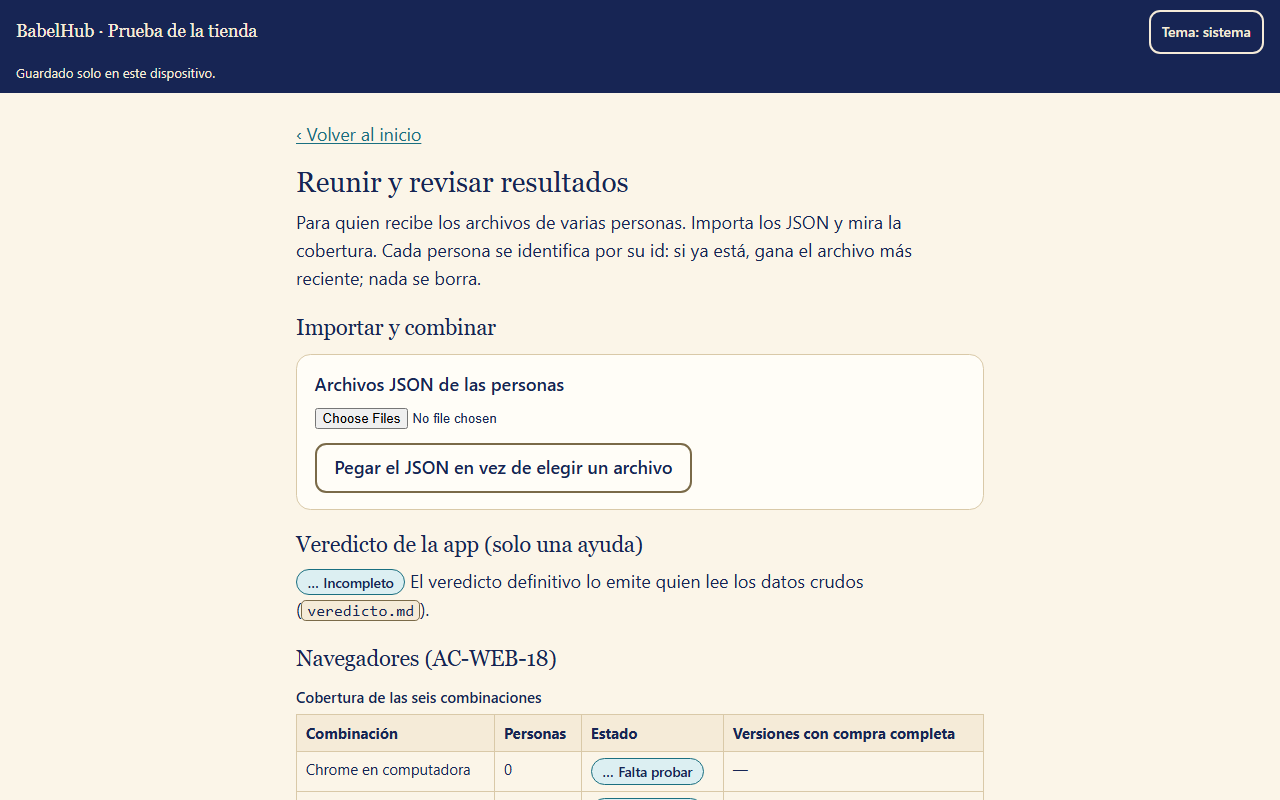 BabelHub · Prueba de la tienda
Tema: sistema
Guardado solo en este dispositivo.
‹ Volver al inicio
Reunir y revisar resultados
Para quien recibe los archivos de varias personas. Importa los JSON y mira la
cobertura. Cada persona se identifica por su id: si ya está, gana el archivo más
reciente; nada se borra.
Importar y combinar
Archivos JSON de las personas
Choose Files No file chosen
Pegar el JSON en vez de elegir un archivo
Veredicto de la app (solo una ayuda)
... Incompleto El veredicto definitivo lo emite quien lee los datos crudos
(veredicto.md).
Navegadores (AC-WEB-18)
Cobertura de las seis combinaciones
Combinación Personas Estado Versiones con compra completa
Chrome en computadora 0 ... Falta probar —